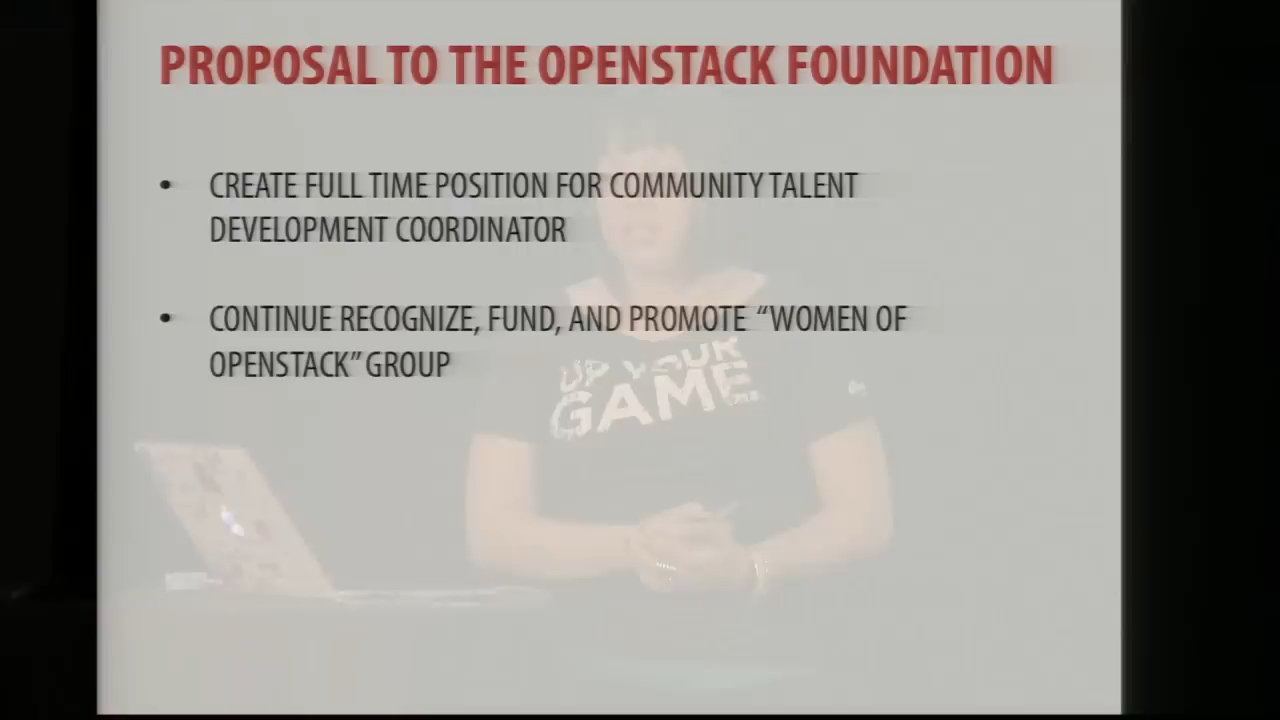 PROPOSAL TO THE OPENSTACK FOUNDATION
• CREATE FULL TIME POSITION FOR COMMUNITY TALENT
DEVELOPMENT COORDINATOR
• CONTINUE RECOGNIZE, FUND, AND PROMOTE “WOMEN OF
OPENSTACK” GROUP
UP YOUR
GAME